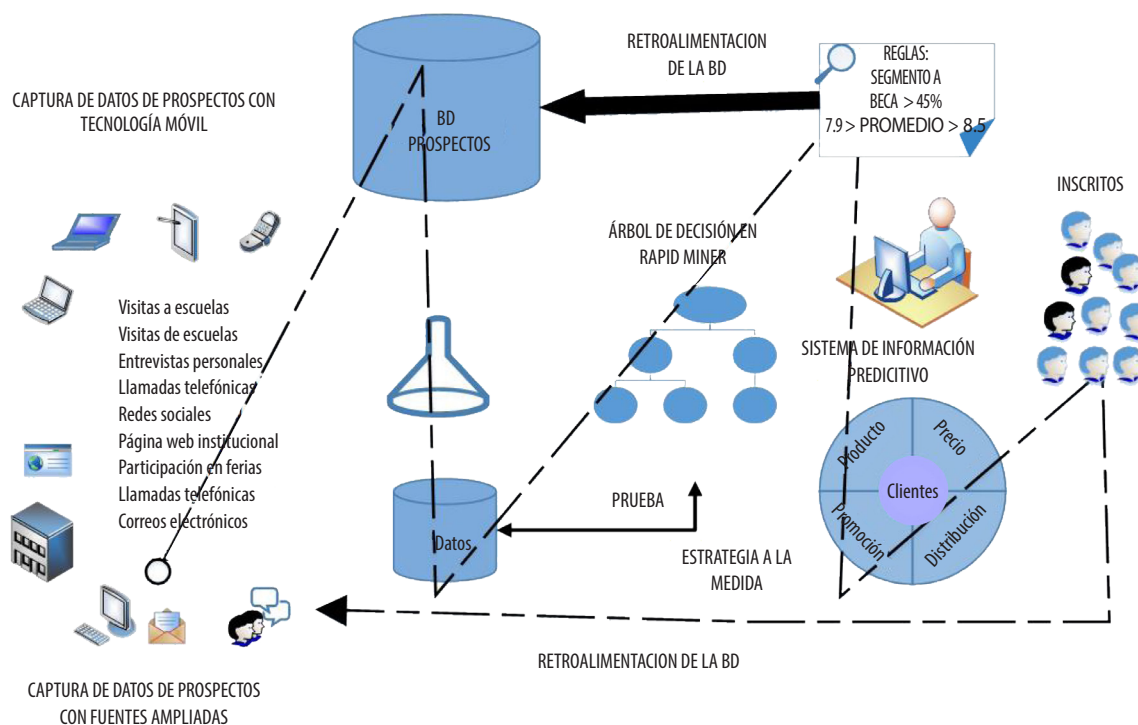 RETROALIMENTACION
DE LA BD
REGLAS:
SEGMENTO A
BECA > 45%
7.9 > PROMEDIO > 8.5
CAPTURA DE DATOS DE PROSPECTOS CON
TECNOLOGÍA MÓVIL
BD
PROSPECTOS
INSCRITOS
ÁRBOL DE DECISIÓN EN
RAPID MINER
Visitas a escuelas
Visitas de escuelas
Entrevistas personales
Llamadas telefónicas
Redes sociales
Página web institucional
Participación en ferias
Llamadas telefónicas
Correos electrónicos
SISTEMA DE INFORMACIÓN
PREDICITIVO
Producto
Precio
Clientes
Promoción
Distribución
PRUEBA
Datos
ESTRATEGIA A LA
MEDIDA
RETROALIMENTACION DE LA BD
CAPTURA DE DATOS DE PROSPECTOS
CON FUENTES AMPLIADAS